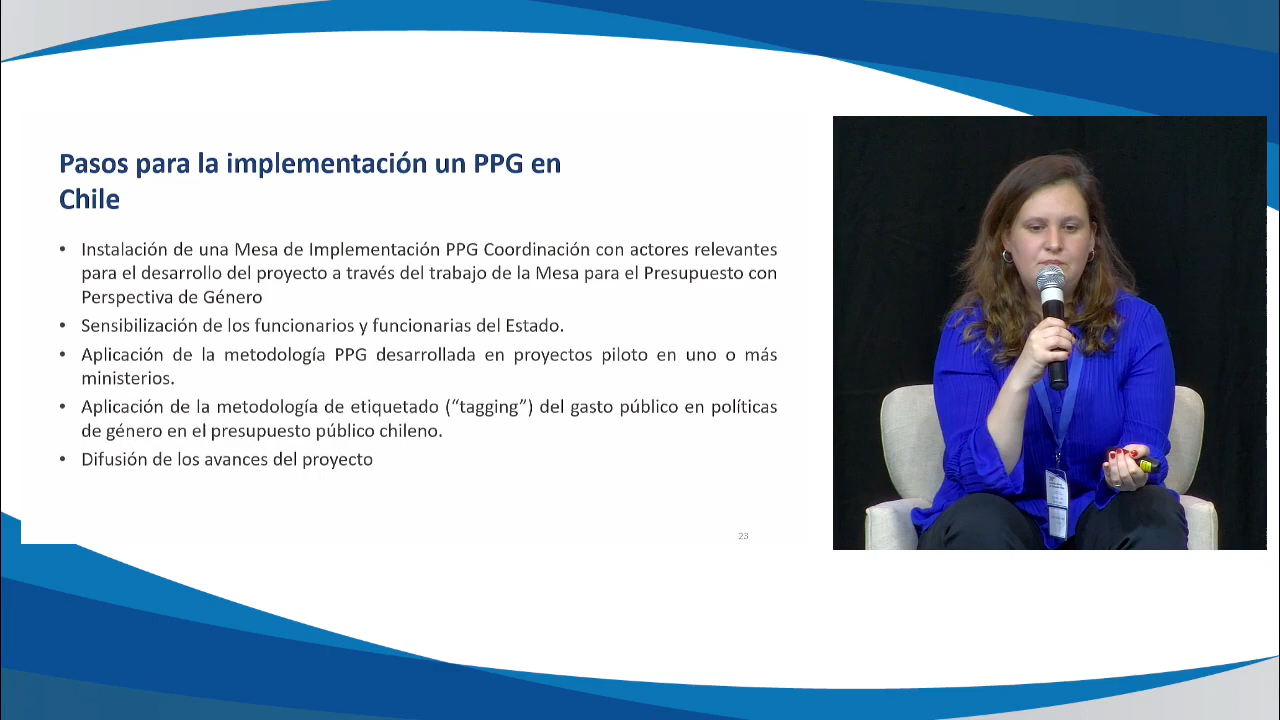 Pasos para la implementación un PPG en
Chile
• Instalación de una Mesa de Implementación PPG Coordinación con actores relevantes
para el desarrollo del proyecto a través del trabajo de la Mesa para el Presupuesto con
Perspectiva de Género
• Sensibilización de los funcionarios y funcionarias del Estado.
• Aplicación de la metodología PPG desarrollada en proyectos piloto en uno o más
ministerios.
• Aplicación de la metodología de etiquetado (“tagging”) del gasto público en políticas
de género en el presupuesto público chileno.
• Difusión de los avances del proyecto
23